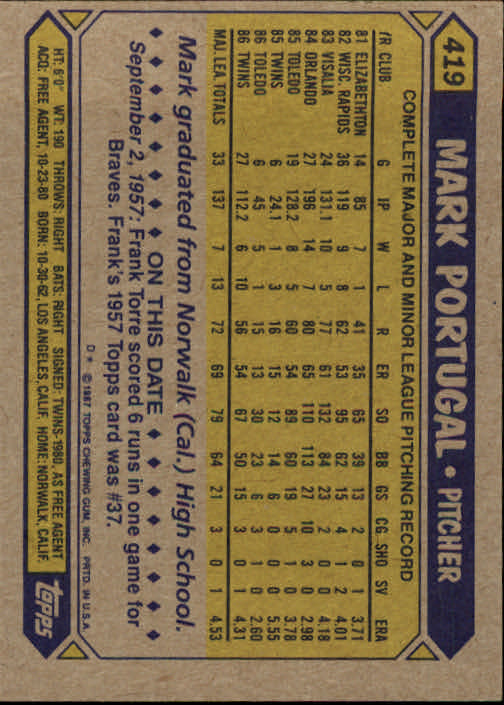 419 MARK PORTUGAL • PITCHER
COMPLETE MAJOR AND MINOR LEAGUE PITCHING RECORD
YR CLUB G IP W L R ER SO BB GS CG SHO SV ERA
81 ELIZABETHTON 14 85 7 1 41 35 65 39 13 2 0 1 3.71
82 WISC. RAPIDS 36 119 9 8 62 53 95 62 15 4 1 2 4.01
83 VISALIA 24 131.1 10 5 77 61 132 84 23 2 0 0 4.18
84 ORLANDO 27 196 14 7 80 65 110 113 27 10 3 0 2.98
85 TOLEDO 19 128.2 8 5 60 54 89 60 19 5 1 0 3.78
85 TWINS 6 24.1 1 3 16 15 12 14 6 0 0 0 5.55
86 TOLEDO 6 45 5 1 15 13 30 23 6 3 1 0 2.60
86 TWINS 27 112.2 6 10 56 54 67 50 15 3 0 1 4.31
MAJ LEA TOTALS 33 137 7 13 72 69 79 64 21 3 0 1 4.53
Mark graduated from Norwalk (Cal.) High School.
♦ ♦ ♦ ♦ ♦ ♦ ON THIS DATE ♦ ♦ ♦ ♦ ♦ ♦
September 2, 1957: Frank Torre scored 6 runs in one game for
Braves. Frank's 1957 Topps card was #37.
D* © 1987 TOPPS CHEWING GUM, INC. PRTD. IN U.S.A.
HT: 6'0" WT: 190 THROWS: RIGHT BATS: RIGHT SIGNED: TWINS-1980, AS FREE AGENT
ACQ: FREE AGENT, 10-23-80 BORN: 10-30-62, LOS ANGELES, CALIF. HOME: NORWALK, CALIF.
TOPPS